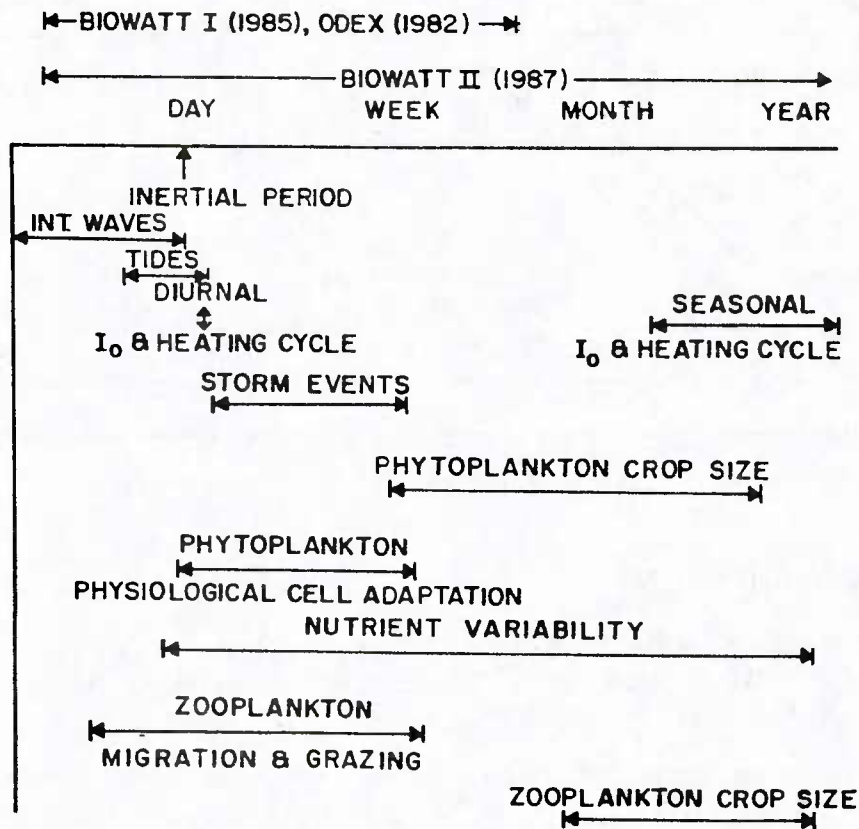 BIOWATT I (1985), ODEX (1982)
BIOWATT II (1987)
DAY WEEK MONTH YEAR
INERTIAL PERIOD
INT. WAVES
TIDES
DIURNAL
I₀ & HEATING CYCLE
SEASONAL
I₀ & HEATING CYCLE
STORM EVENTS
PHYTOPLANKTON CROP SIZE
PHYTOPLANKTON
PHYSIOLOGICAL CELL ADAPTATION
NUTRIENT VARIABILITY
ZOOPLANKTON
MIGRATION & GRAZING
ZOOPLANKTON CROP SIZE